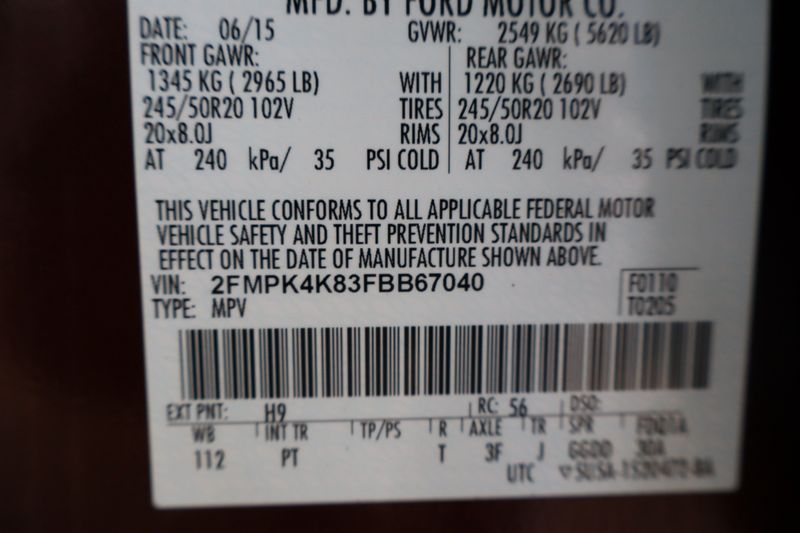 MFD. BY FORD MOTOR CO.
DATE: 06/15 GVWR: 2549 KG ( 5620 LB)
FRONT GAWR: REAR GAWR:
1345 KG ( 2965 LB) WITH 1220 KG ( 2690 LB) WITH
245/50R20 102V TIRES 245/50R20 102V TIRES
20x8.0J RIMS 20x8.0J RIMS
AT 240 kPa/ 35 PSI COLD AT 240 kPa/ 35 PSI COLD
THIS VEHICLE CONFORMS TO ALL APPLICABLE FEDERAL MOTOR
VEHICLE SAFETY AND THEFT PREVENTION STANDARDS IN
EFFECT ON THE DATE OF MANUFACTURE SHOWN ABOVE.
VIN: 2FMPK4K83FBB67040 F0110
TYPE: MPV T0205
EXT PNT: H9 RC: 56 DSO:
WB INT TR TP/PS R AXLE TR SPR
112 PT T 3F J GGDD
UTC